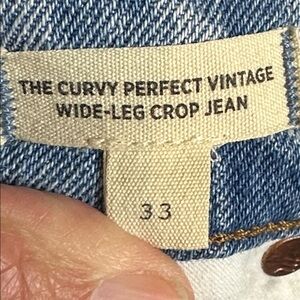 THE CURVY PERFECT VINTAGE
WIDE-LEG CROP JEAN
33